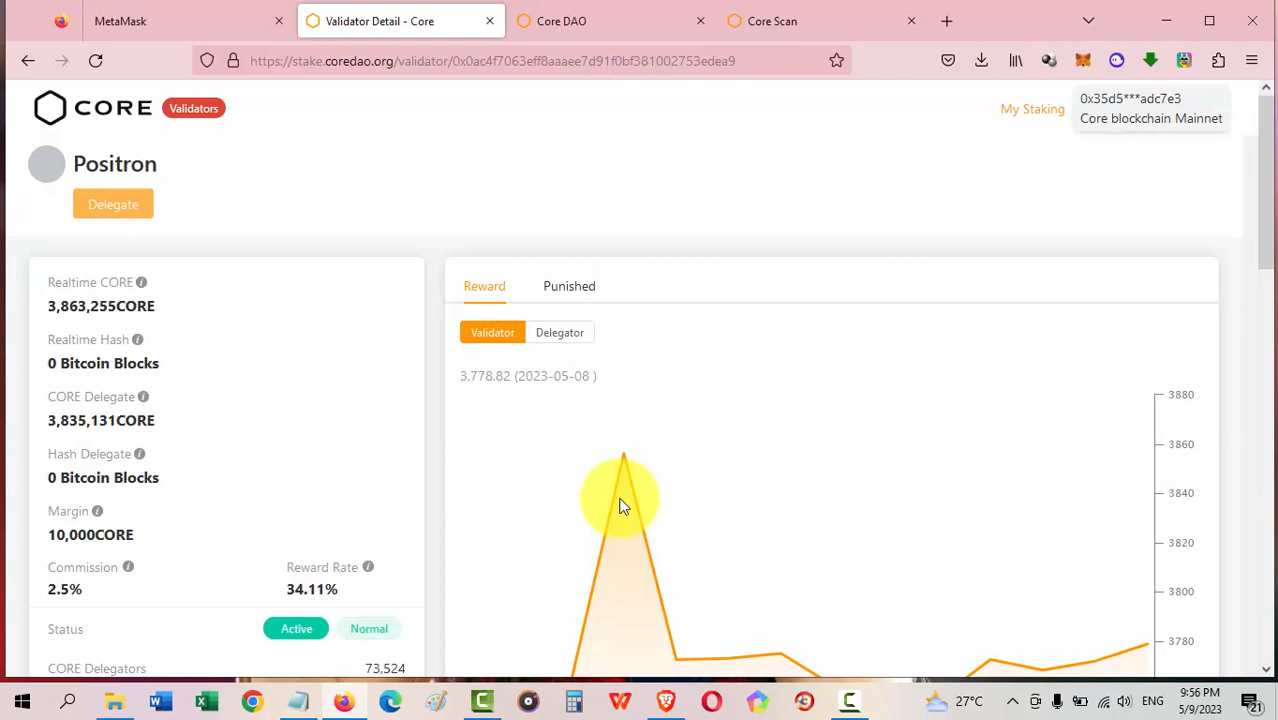 MetaMask
Validator Detail - Core
Core DAO
Core Scan
https://stake.coredao.org/validator/0x0ac4f7063eff8aaaee7d91f0bf381002753edea9
CORE Validators
My Staking
0x35d5***adc7e3
Core blockchain Mainnet
Positron
Delegate
Realtime CORE
3,863,255CORE
Realtime Hash
0 Bitcoin Blocks
CORE Delegate
3,835,131CORE
Hash Delegate
0 Bitcoin Blocks
Margin
10,000CORE
Commission
2.5%
Reward Rate
34.11%
Status
Active
Normal
CORE Delegators
73,524
Reward
Punished
Validator
Delegator
3,778.82 (2023-05-08 )
3880
3860
3840
3820
3800
3780
27°C
ENG
9:56 PM
5/9/2023
21